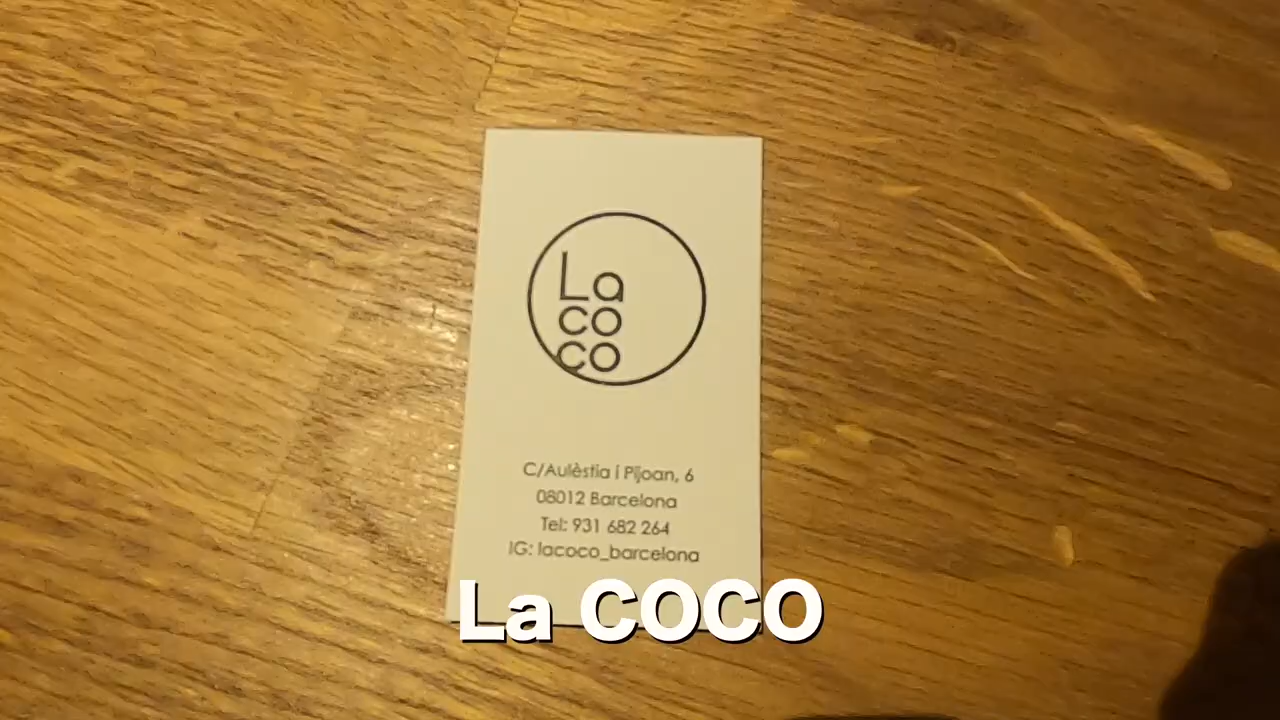 La
co
co
C/Aulèstia i Pijoan, 6
08012 Barcelona
Tel: 931 682 264
IG: lacoco_barcelona
La COCO